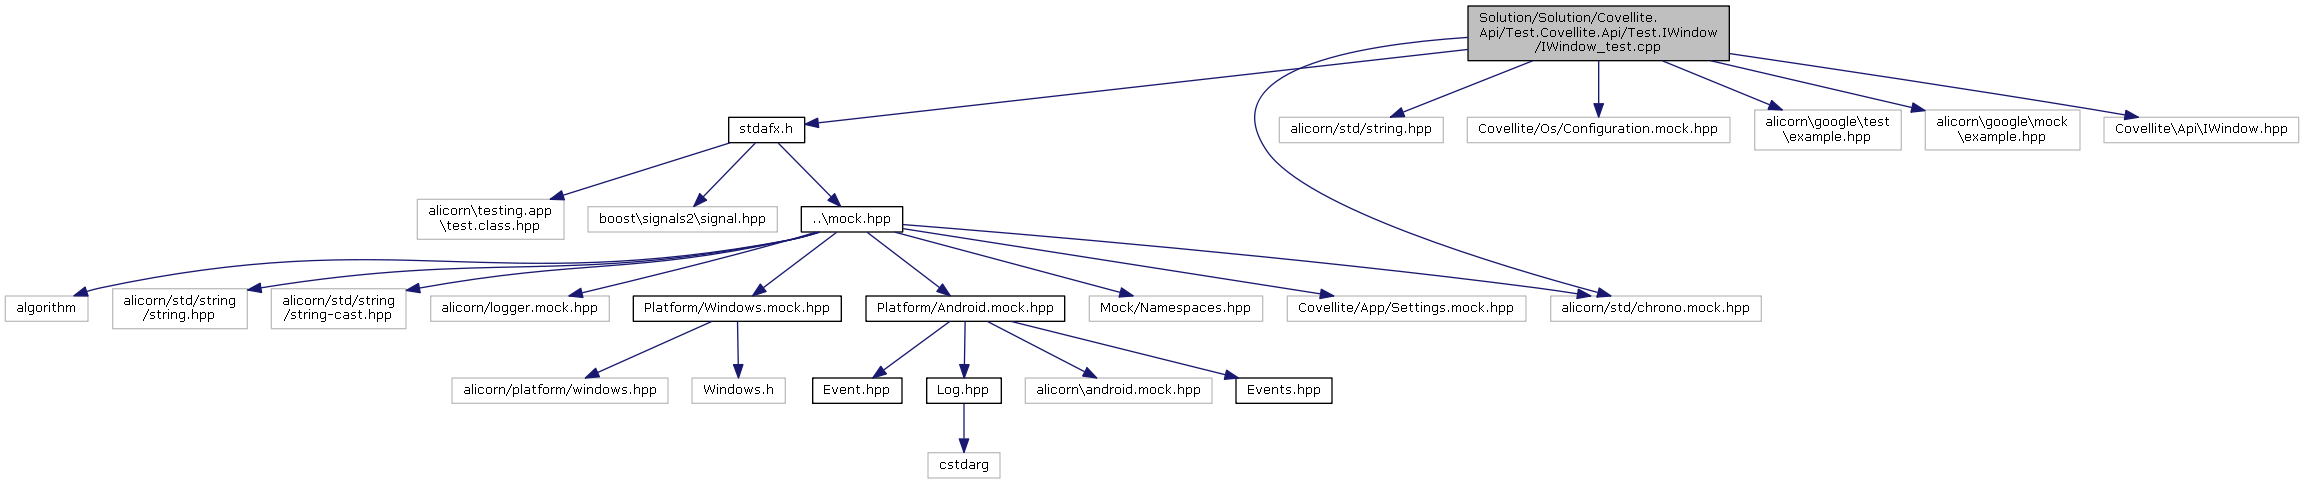 Solution/Solution/Covellite.
Api/Test.Covellite.Api/Test.IWindow
/IWindow_test.cpp
stdafx.h
alicorn/std/string.hpp
Covellite/Os/Configuration.mock.hpp
alicorn\google\test
\example.hpp
alicorn\google\mock
\example.hpp
Covellite\Api\IWindow.hpp
alicorn\testing.app
\test.class.hpp
boost\signals2\signal.hpp
..\mock.hpp
algorithm
alicorn/std/string
/string.hpp
alicorn/std/string
/string-cast.hpp
alicorn/logger.mock.hpp
Platform/Windows.mock.hpp
Platform/Android.mock.hpp
Mock/Namespaces.hpp
Covellite/App/Settings.mock.hpp
alicorn/std/chrono.mock.hpp
alicorn/platform/windows.hpp
Windows.h
Event.hpp
Log.hpp
alicorn\android.mock.hpp
Events.hpp
cstdarg